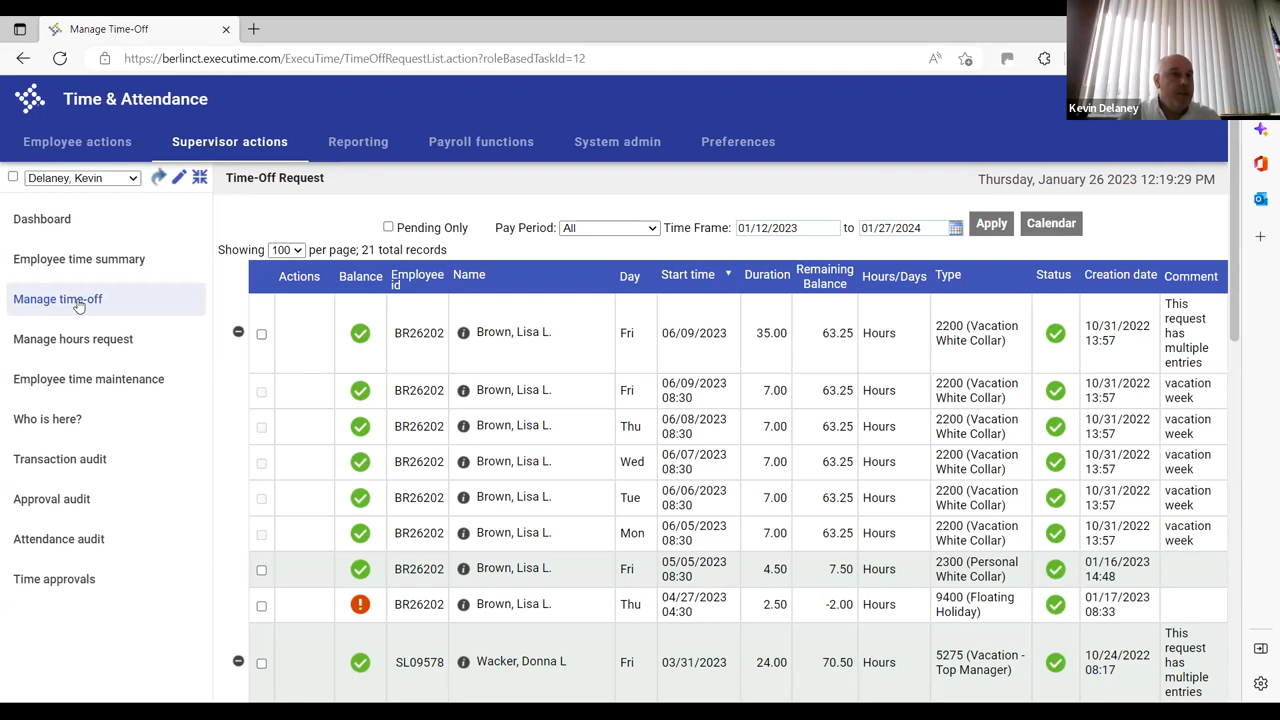 Manage Time-Off
https://berlinct.executime.com/ExecuTime/TimeOffRequestList.action?roleBasedTaskId=12
Kevin Delaney
Time & Attendance
Employee actions Supervisor actions Reporting Payroll functions System admin Preferences
Delaney, Kevin
Dashboard
Employee time summary
Manage time-off
Manage hours request
Employee time maintenance
Who is here?
Transaction audit
Approval audit
Attendance audit
Time approvals
Time-Off Request Thursday, January 26 2023 12:19:29 PM
Pending Only Pay Period: All Time Frame: 01/12/2023 to 01/27/2024 Apply Calendar
Showing 100 per page; 21 total records
Actions Balance Employee id Name Day Start time Duration Remaining Balance Hours/Days Type Status Creation date Comment
BR26202 Brown, Lisa L. Fri 06/09/2023 35.00 63.25 Hours 2200 (Vacation White Collar) 10/31/2022 13:57 This request has multiple entries
BR26202 Brown, Lisa L. Fri 06/09/2023 08:30 7.00 63.25 Hours 2200 (Vacation White Collar) 10/31/2022 13:57 vacation week
BR26202 Brown, Lisa L. Thu 06/08/2023 08:30 7.00 63.25 Hours 2200 (Vacation White Collar) 10/31/2022 13:57 vacation week
BR26202 Brown, Lisa L. Wed 06/07/2023 08:30 7.00 63.25 Hours 2200 (Vacation White Collar) 10/31/2022 13:57 vacation week
BR26202 Brown, Lisa L. Tue 06/06/2023 08:30 7.00 63.25 Hours 2200 (Vacation White Collar) 10/31/2022 13:57 vacation week
BR26202 Brown, Lisa L. Mon 06/05/2023 08:30 7.00 63.25 Hours 2200 (Vacation White Collar) 10/31/2022 13:57 vacation week
BR26202 Brown, Lisa L. Fri 05/05/2023 08:30 4.50 7.50 Hours 2300 (Personal White Collar) 01/16/2023 14:48
BR26202 Brown, Lisa L. Thu 04/27/2023 04:30 2.50 -2.00 Hours 9400 (Floating Holiday) 01/17/2023 08:33
SL09578 Wacker, Donna L Fri 03/31/2023 24.00 70.50 Hours 5275 (Vacation - Top Manager) 10/24/2022 08:17 This request has multiple entries